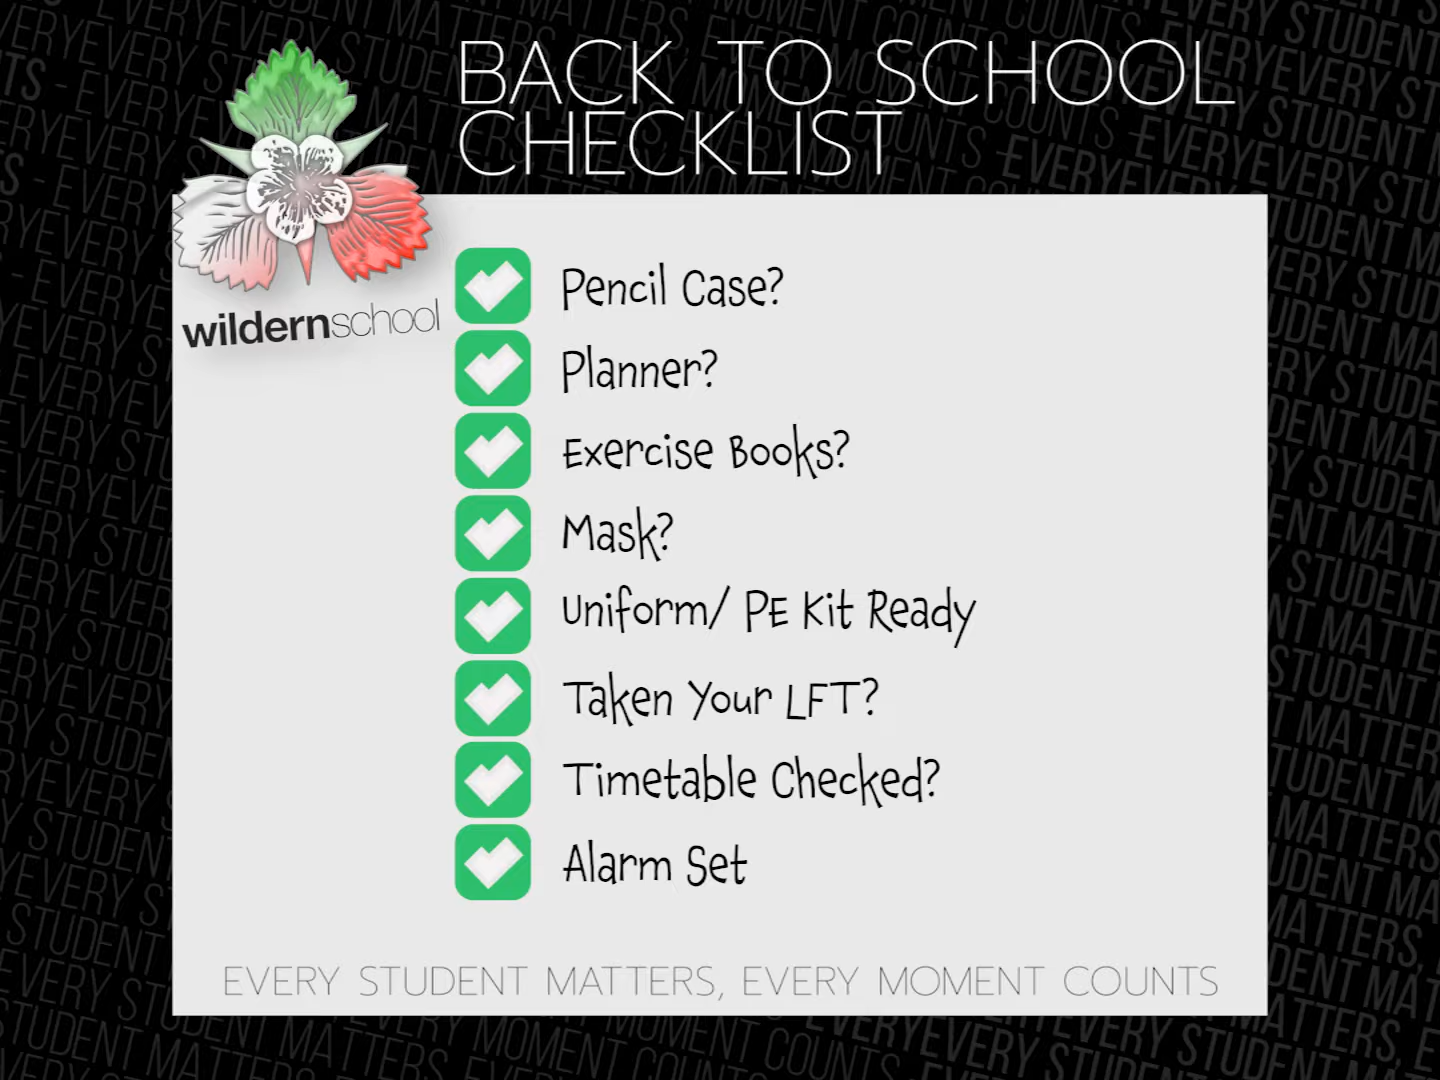 BACK TO SCHOOL
CHECKLIST
wildernschool
Pencil Case?
Planner?
Exercise Books?
Mask?
Uniform/ PE Kit Ready
Taken Your LFT?
Timetable Checked?
Alarm Set
EVERY STUDENT MATTERS, EVERY MOMENT COUNTS